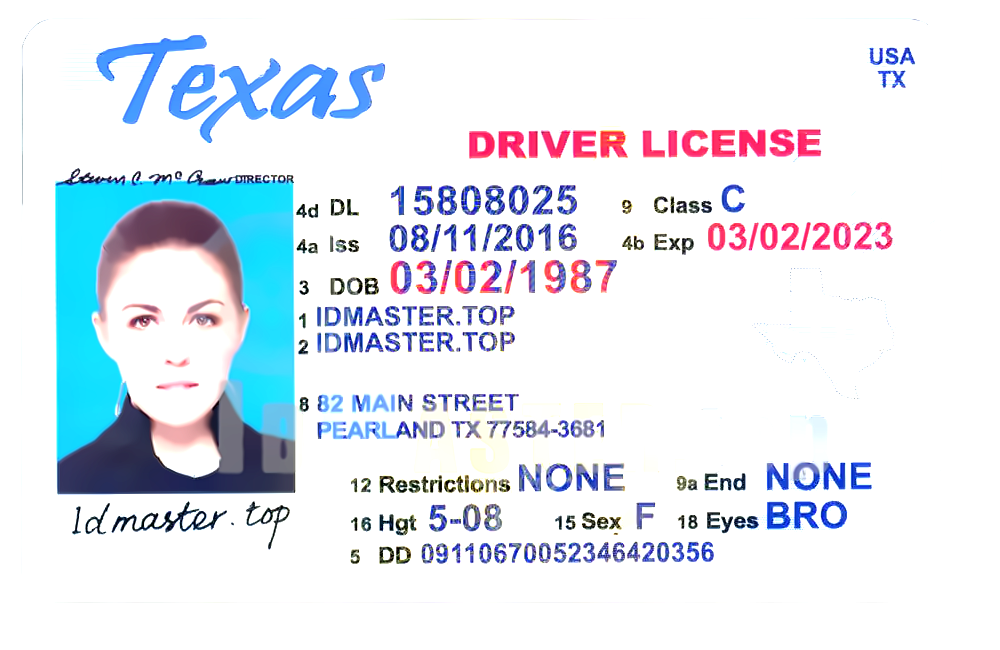 Texas
USA
TX
DRIVER LICENSE
DIRECTOR
4d DL 15808025 9 Class C
4a Iss 08/11/2016 4b Exp 03/02/2023
3 DOB 03/02/1987
1 IDMASTER.TOP
2 IDMASTER.TOP
8 82 MAIN STREET
PEARLAND TX 77584-3681
12 Restrictions NONE 9a End NONE
16 Hgt 5-08 15 Sex F 18 Eyes BRO
5 DD 09110670052346420356
Idmaster.top